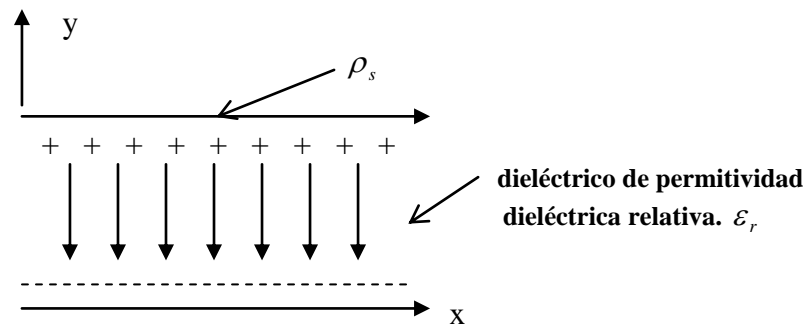 y
ρₛ
+ + + + + + + + +
dieléctrico de permitividad
dieléctrica relativa. εᵣ
x